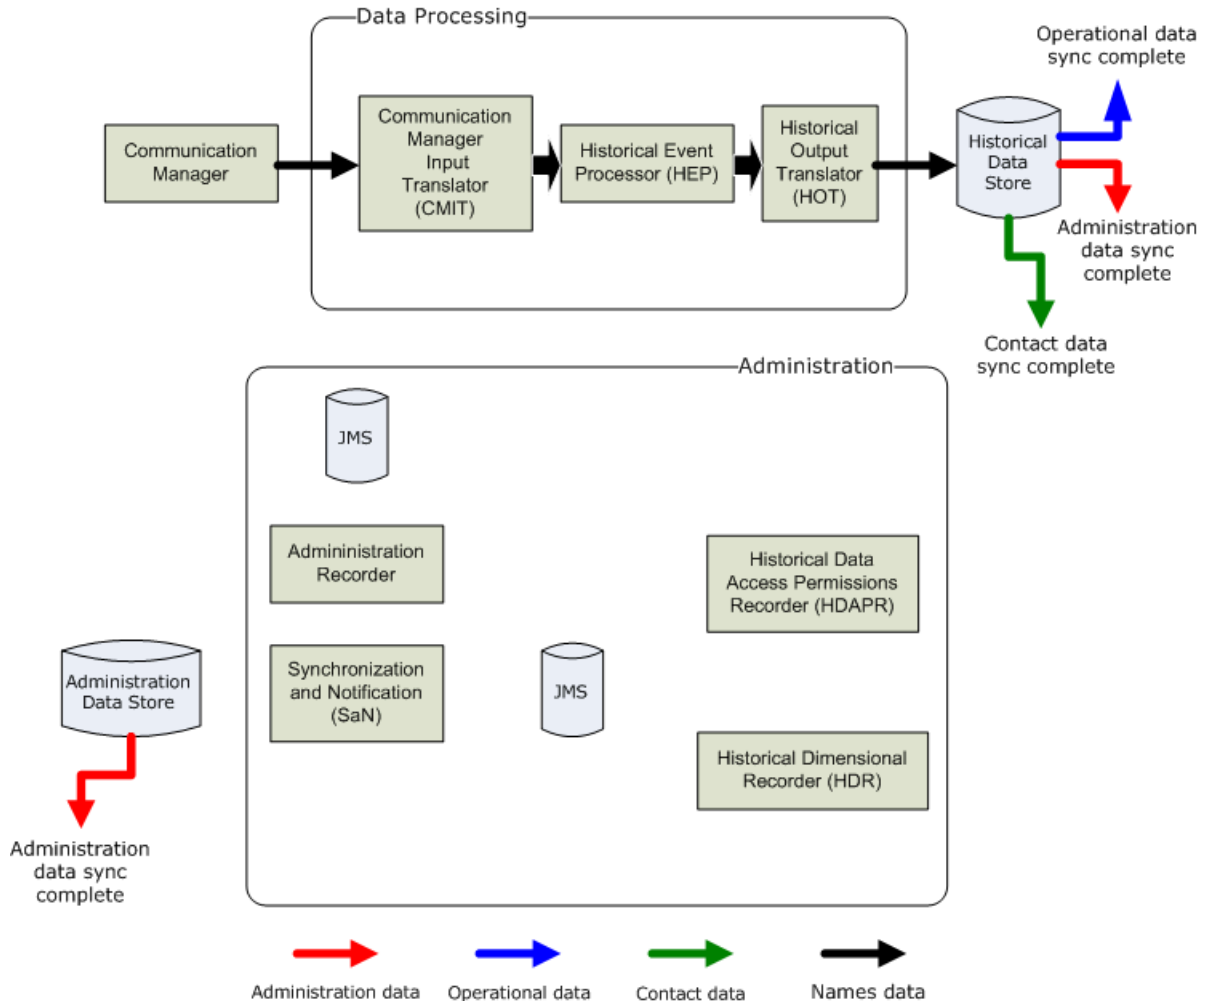 Data Processing
Operational data
sync complete
Communication
Manager
Communication
Manager
Input
Translator
(CMIT)
Historical Event
Processor (HEP)
Historical
Output
Translator
(HOT)
Historical
Data
Store
Administration
data sync
complete
Contact data
sync complete
Administration
JMS
Admininistration
Recorder
Historical Data
Access Permissions
Recorder (HDAPR)
Administration
Data Store
Synchronization
and Notification
(SaN)
JMS
Historical Dimensional
Recorder (HDR)
Administration
data sync
complete
Administration data
Operational data
Contact data
Names data